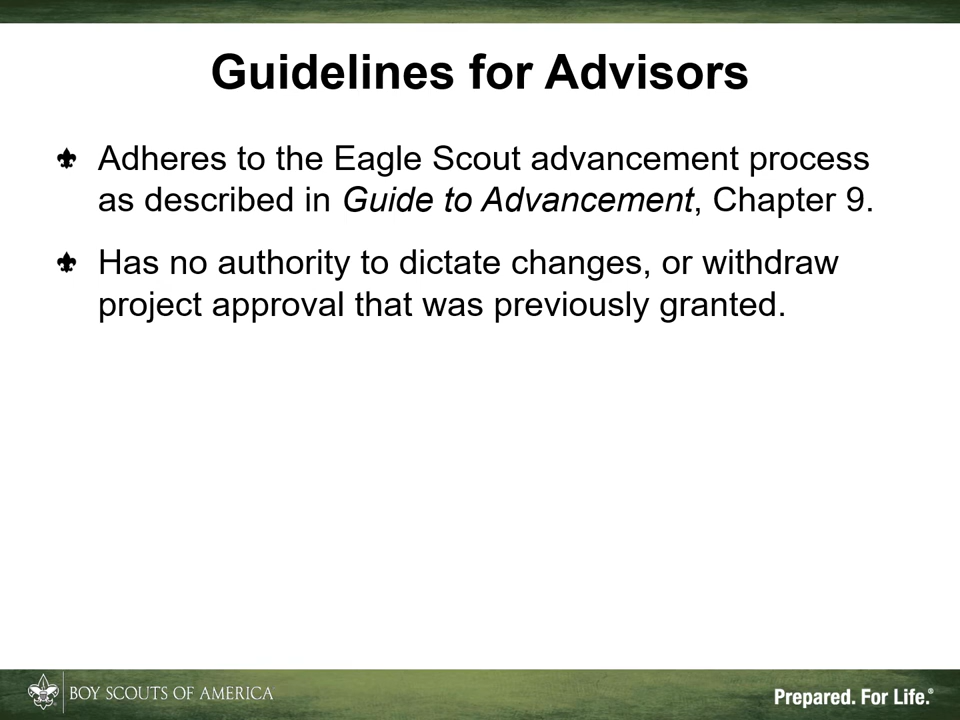 Guidelines for Advisors
Adheres to the Eagle Scout advancement process
as described in Guide to Advancement, Chapter 9.
Has no authority to dictate changes, or withdraw
project approval that was previously granted.
BOY SCOUTS OF AMERICA
Prepared. For Life.®